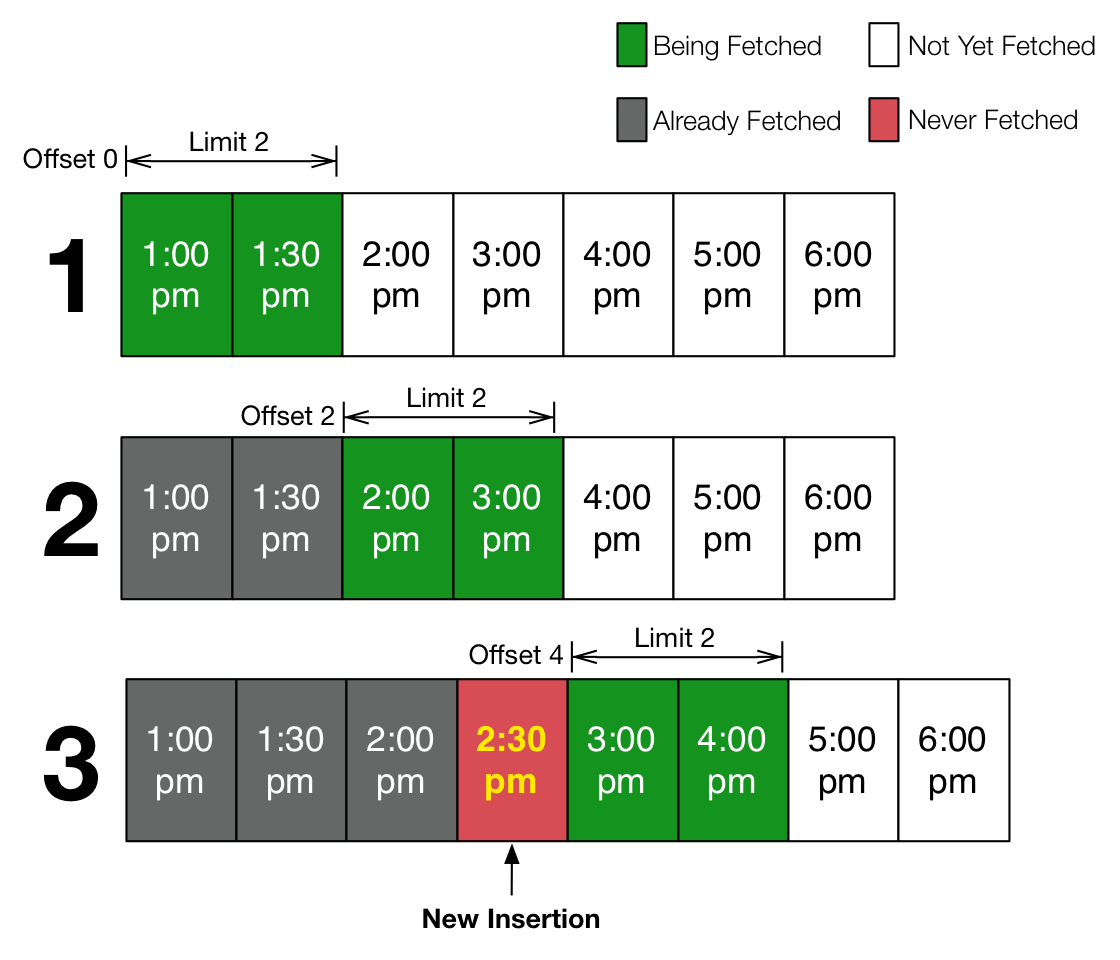 Being Fetched
Not Yet Fetched
Already Fetched
Never Fetched
Offset 0
Limit 2
1
1:00
pm
1:30
pm
2:00
pm
3:00
pm
4:00
pm
5:00
pm
6:00
pm
Offset 2
Limit 2
2
1:00
pm
1:30
pm
2:00
pm
3:00
pm
4:00
pm
5:00
pm
6:00
pm
Offset 4
Limit 2
3
1:00
pm
1:30
pm
2:00
pm
2:30
pm
3:00
pm
4:00
pm
5:00
pm
6:00
pm
New Insertion